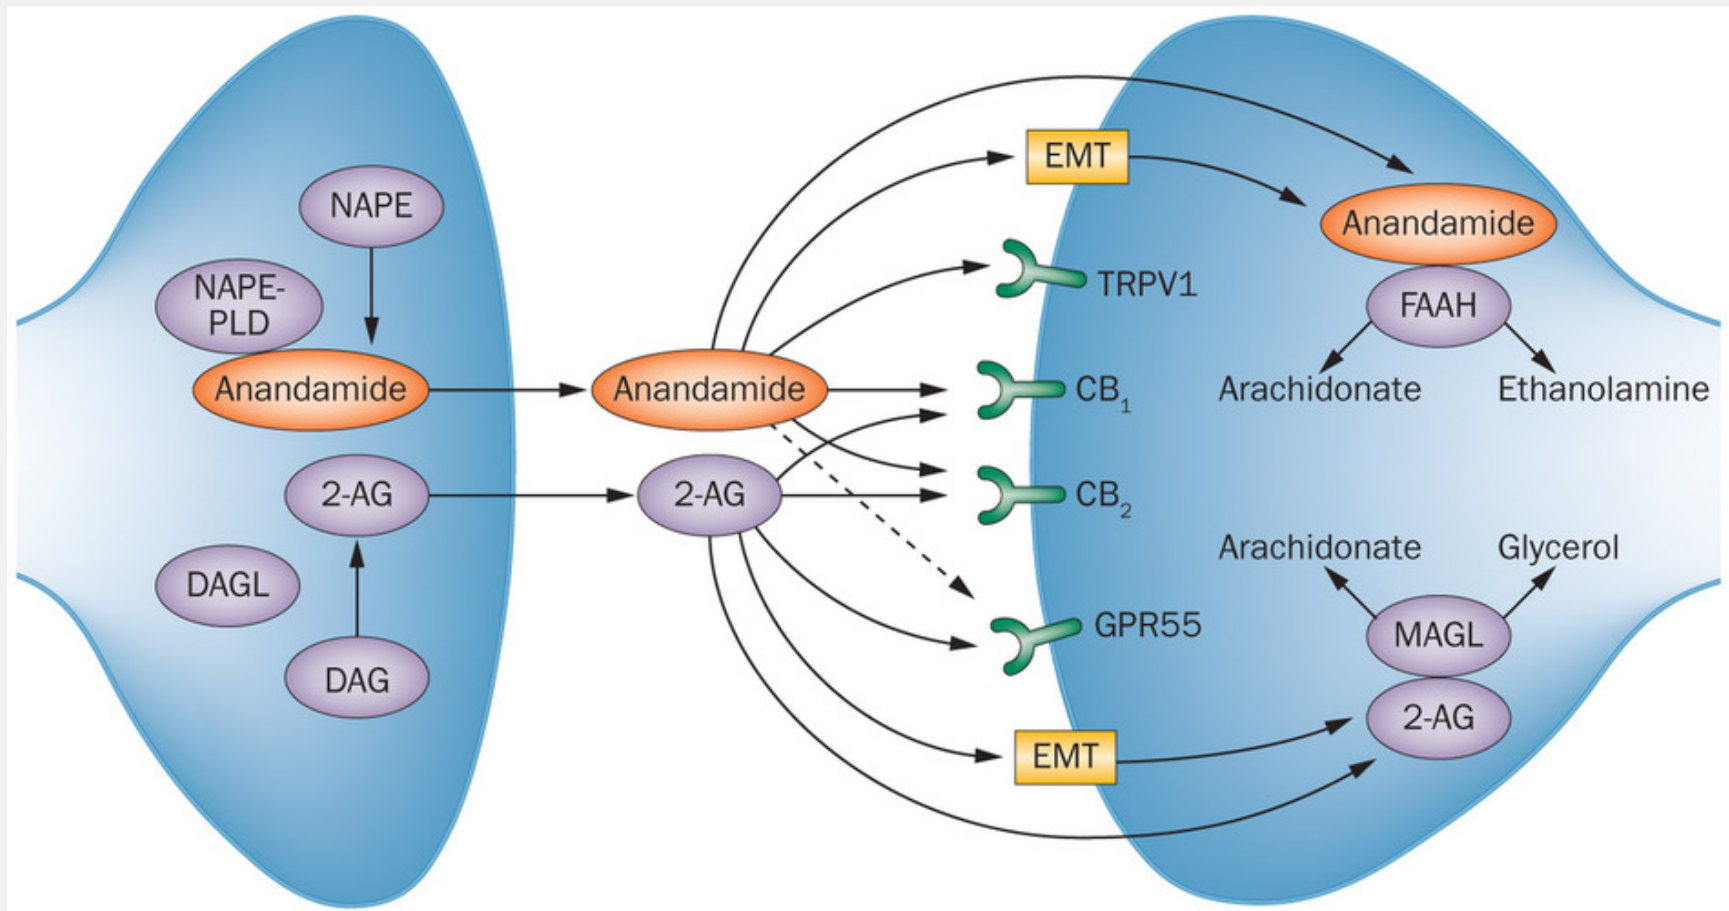 NAPE
NAPE-
PLD
Anandamide
2-AG
DAGL
DAG
Anandamide
2-AG
EMT
TRPV1
CB1
CB2
GPR55
EMT
Anandamide
FAAH
Arachidonate
Ethanolamine
Arachidonate
Glycerol
MAGL
2-AG